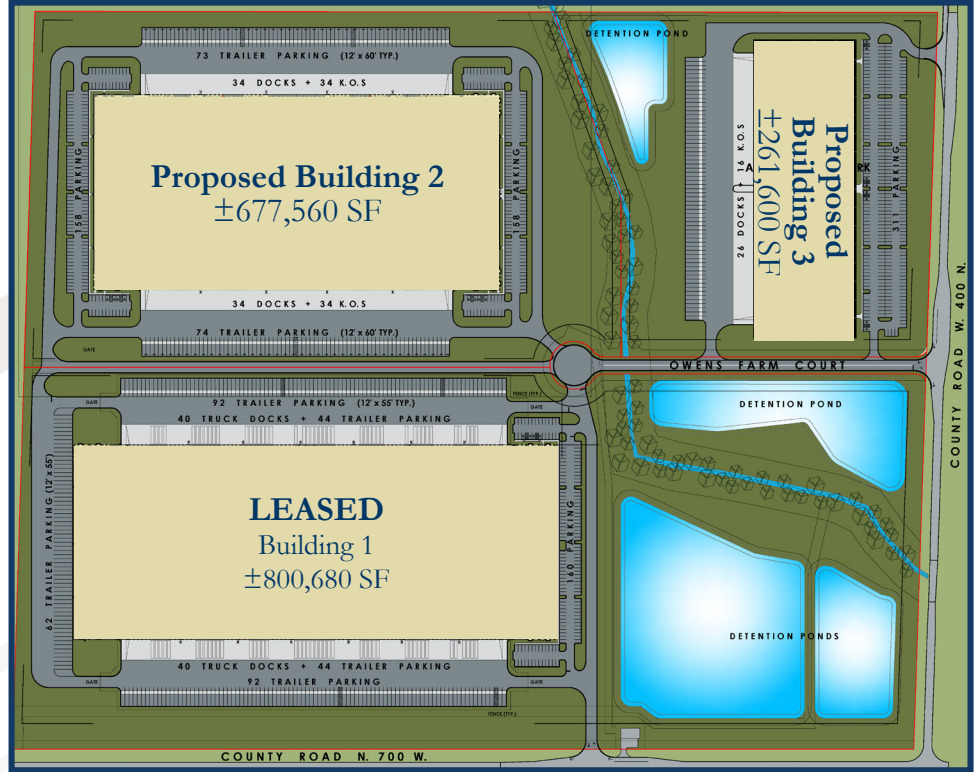 DETENTION POND
73 TRAILER PARKING (12' x 60' TYP.)
34 DOCKS + 34 K.O.S
158 PARKING
Proposed Building 2
±677,560 SF
158 PARKING
34 DOCKS + 34 K.O.S
74 TRAILER PARKING (12' x 60' TYP.)
GATE
26 DOCKS + 16 K.O.S
Proposed
Building 3
±261,600 SF
A
RK
311 PARKING
OWENS FARM COURT
COUNTY ROAD W. 400 N.
92 TRAILER PARKING (12' x 55' TYP.)
FENCE (TYP.)
GATE
GATE
40 TRUCK DOCKS + 44 TRAILER PARKING
DETENTION POND
62 TRAILER PARKING (12' x 55')
LEASED
Building 1
±800,680 SF
160 PARKING
DETENTION PONDS
40 TRUCK DOCKS + 44 TRAILER PARKING
GATE
92 TRAILER PARKING
GATE
FENCE (TYP.)
COUNTY ROAD N. 700 W.